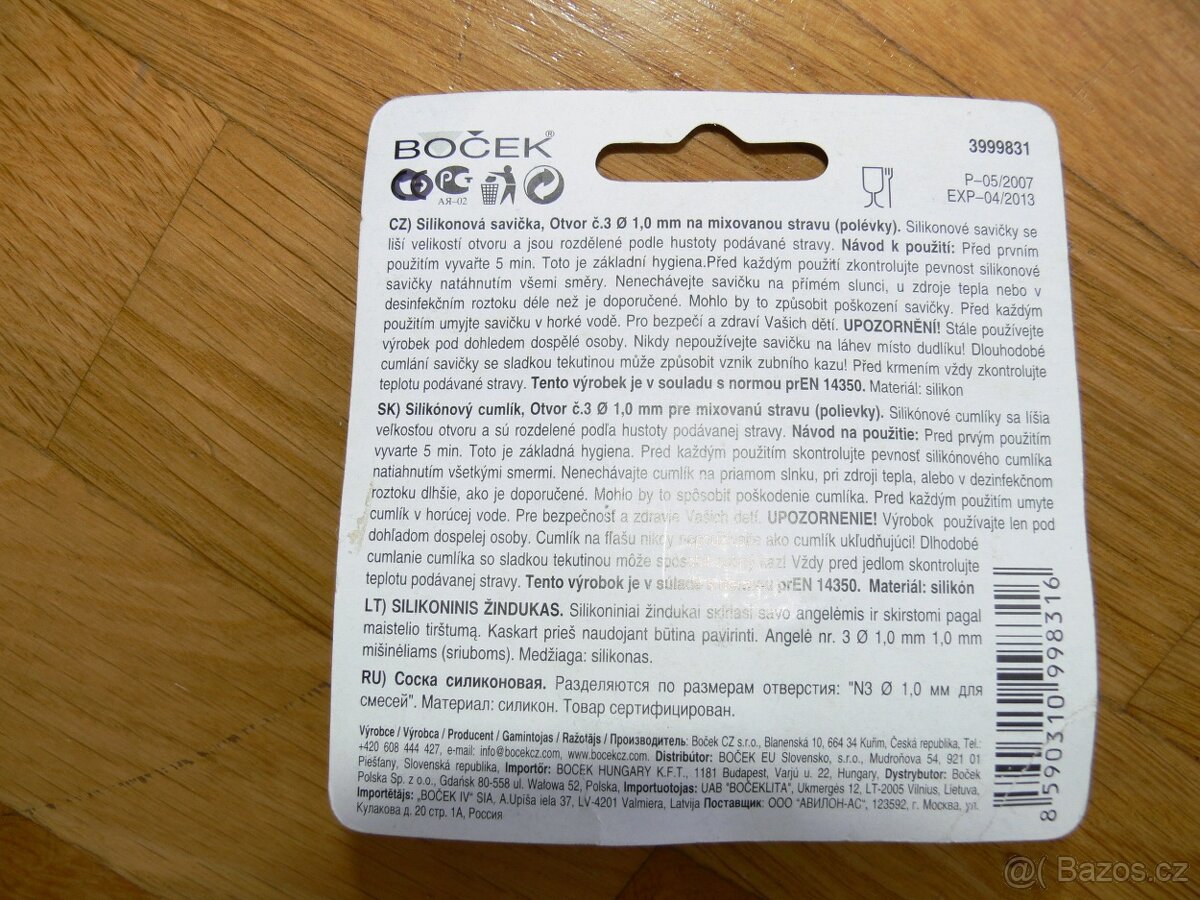 BOČEK®
3999831
АЯ-02
P-05/2007
EXP-04/2013
CZ) Silikonová savička, Otvor č.3 Ø 1,0 mm na mixovanou stravu (polévky). Silikonové savičky se
liší velikostí otvoru a jsou rozdělené podle hustoty podávané stravy. Návod k použití: Před prvním
použitím vyvařte 5 min. Toto je základní hygiena.Před každým použití zkontrolujte pevnost silikonové
savičky natáhnutím všemi směry. Nenechávejte savičku na přímém slunci, u zdroje tepla nebo v
desinfekčním roztoku déle než je doporučené. Mohlo by to způsobit poškození savičky. Před každým
použitím umyjte savičku v horké vodě. Pro bezpečí a zdraví Vašich dětí. UPOZORNĚNÍ! Stále používejte
výrobek pod dohledem dospělé osoby. Nikdy nepoužívejte savičku na láhev místo dudlíku! Dlouhodobé
cumlání savičky se sladkou tekutinou může způsobit vznik zubního kazu! Před krmením vždy zkontrolujte
teplotu podávané stravy. Tento výrobek je v souladu s normou prEN 14350. Materiál: silikon
SK) Silikónový cumlík, Otvor č.3 Ø 1,0 mm pre mixovanú stravu (polievky). Silikónové cumlíky sa líšia
veľkosťou otvoru a sú rozdelené podľa hustoty podávanej stravy. Návod na použitie: Pred prvým použitím
vyvarte 5 min. Toto je základná hygiena. Pred každým použitím skontrolujte pevnosť silikónového cumlíka
natiahnutím všetkými smermi. Nenechávajte cumlík na priamom slnku, pri zdroji tepla, alebo v dezinfekčnom
roztoku dlhšie, ako je doporučené. Mohlo by to spôsobiť poškodenie cumlíka. Pred každým použitím umyte
cumlík v horúcej vode. Pre bezpečnosť a zdravie Vašich detí. UPOZORNENIE! Výrobok používajte len pod
dohľadom dospelej osoby. Cumlík na fľašu nikdy ako cumlík ukľudňujúci! Dlhodobé
cumlanie cumlíka so sladkou tekutinou môže kaz! Vždy pred jedlom skontrolujte
teplotu podávanej stravy. Tento výrobok je v súlade prEN 14350. Materiál: silikón
LT) SILIKONINIS ŽINDUKAS. Silikoniniai žindukai skiriasi savo angelėmis ir skirstomi pagal
maistelio tirštumą. Kaskart prieš naudojant būtina pavirinti. Angelė nr. 3 Ø 1,0 mm 1,0 mm
mišinėliams (sriuboms). Medžiaga: silikonas.
RU) Соска силиконовая. Разделяются по размерам отверстия: "N3 Ø 1,0 мм для
смесей". Материал: силикон. Товар сертифицирован.
Výrobce / Výrobca / Producent / Gamintojas / Ražotājs / Производитель: Boček CZ s.r.o., Blanenská 10, 664 34 Kuřim, Česká republika, Tel.:
+420 608 444 427, e-mail: info@bocekcz.com, www.bocekcz.com. Distribútor: BOČEK EU Slovensko, s.r.o., Mudroňova 54, 921 01
Piešťany, Slovenská republika, Importőr: BOCEK HUNGARY K.F.T., 1181 Budapest, Varjú u. 22, Hungary, Dystrybutor: Boček
Polska Sp. z o.o., Gdańsk 80-558 ul. Wałowa 52, Polska, Importuotojas: UAB "BOČEKLITA", Ukmergės 12, LT-2005 Vilnius, Lietuva,
Importētājs: „BOČEK IV" SIA, A.Upīša iela 37, LV-4201 Valmiera, Latvija Поставщик: ООО "АВИЛОН-АС", 123592, г. Москва, ул.
Кулакова д. 20 стр. 1А, Россия
8590310998316
@( Bazos.cz